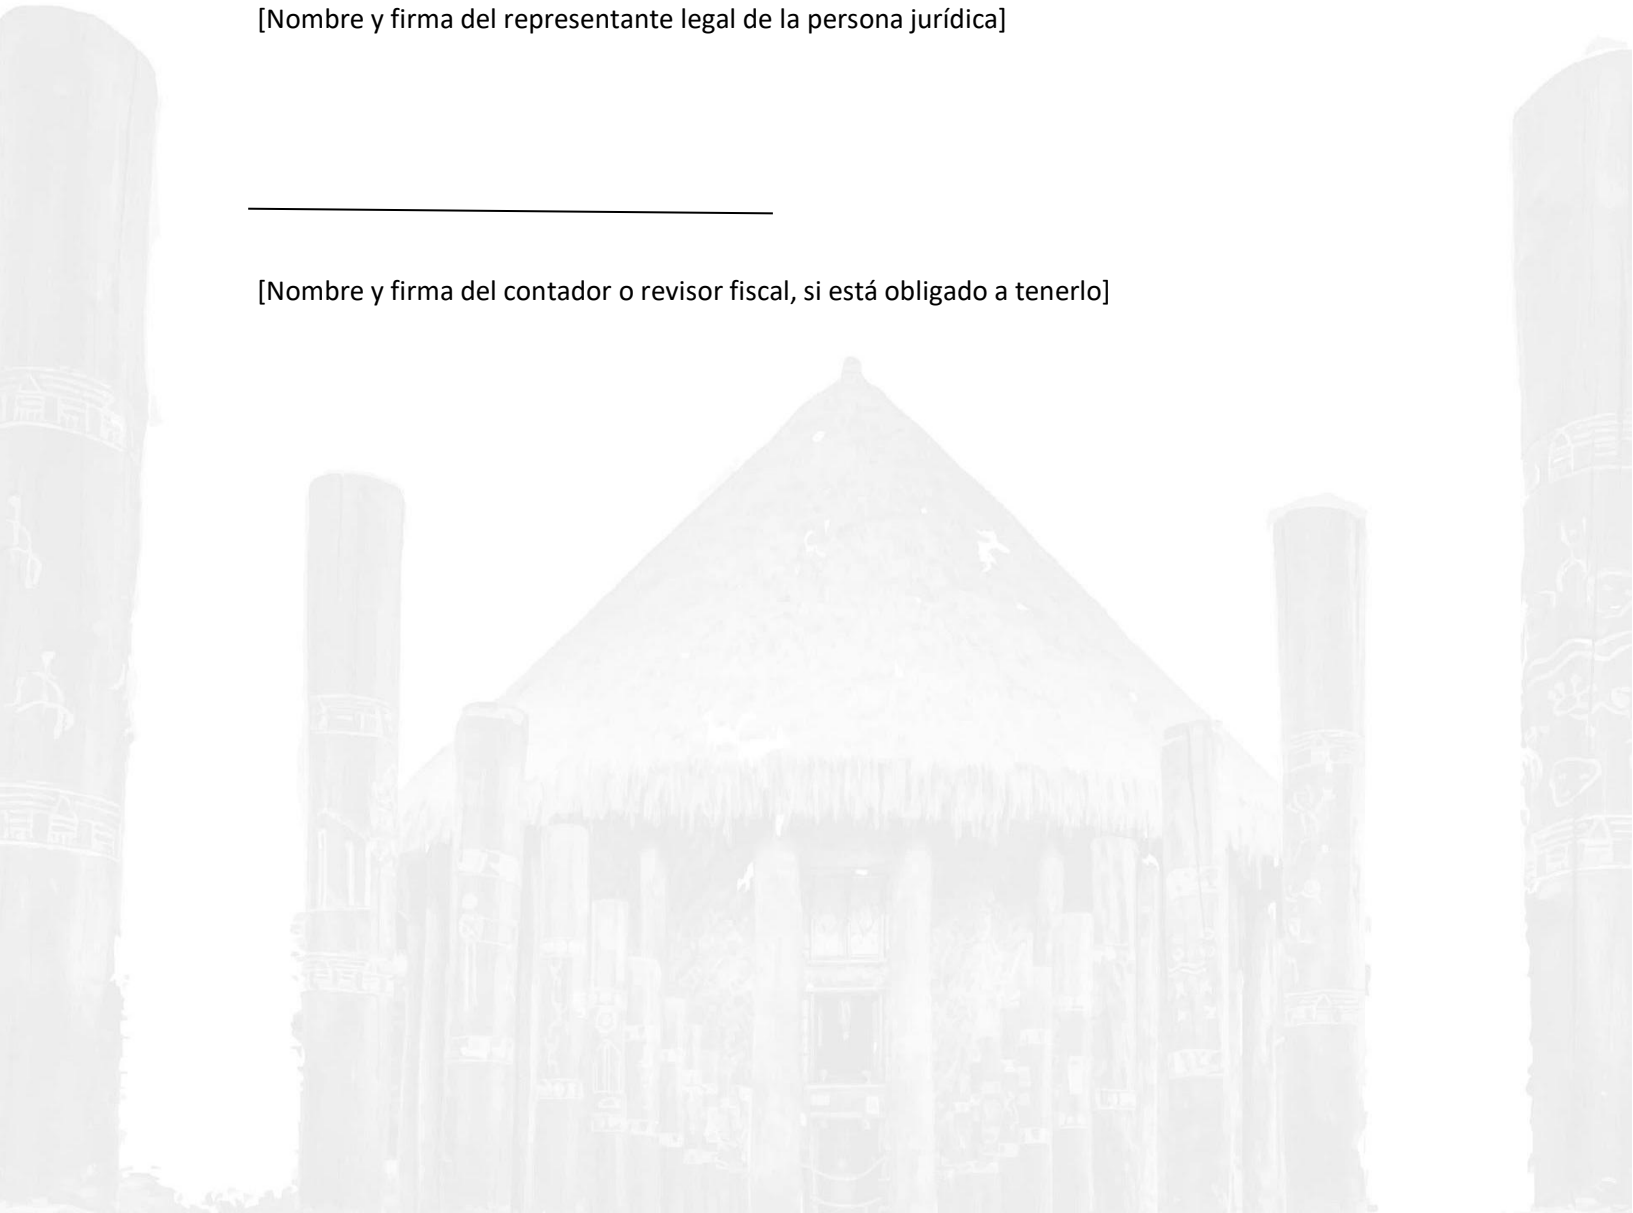 [Nombre y firma del representante legal de la persona jurídica]
[Nombre y firma del contador o revisor fiscal, si está obligado a tenerlo]